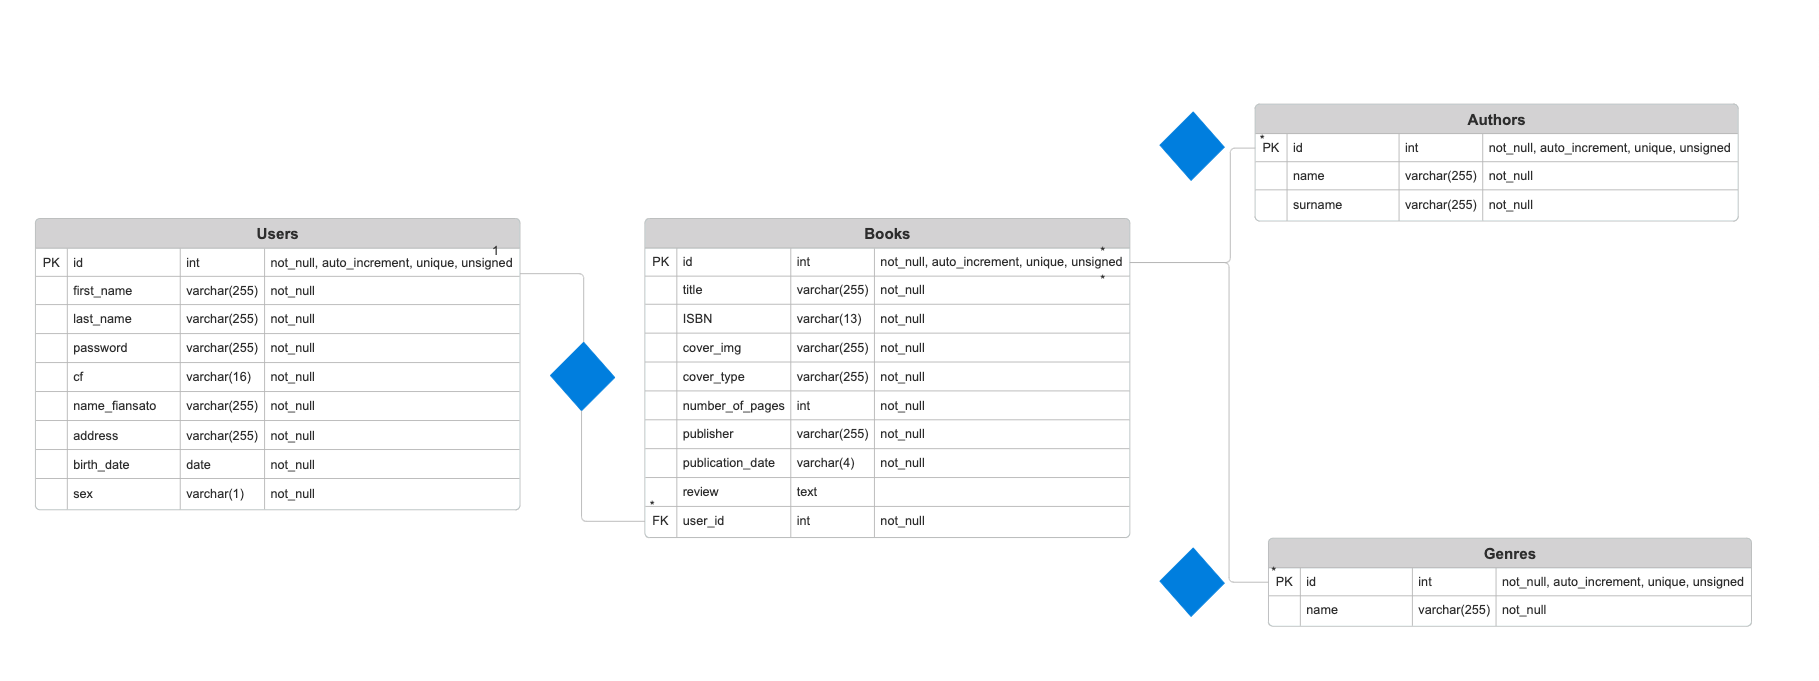 Users
1
PK id int not_null, auto_increment, unique, unsigned
first_name varchar(255) not_null
last_name varchar(255) not_null
password varchar(255) not_null
cf varchar(16) not_null
name_fiansato varchar(255) not_null
address varchar(255) not_null
birth_date date not_null
sex varchar(1) not_null
Books
*
PK id int not_null, auto_increment, unique, unsigned
*
title varchar(255) not_null
ISBN varchar(13) not_null
cover_img varchar(255) not_null
cover_type varchar(255) not_null
number_of_pages int not_null
publisher varchar(255) not_null
publication_date varchar(4) not_null
review text
*
FK user_id int not_null
Authors
*
PK id int not_null, auto_increment, unique, unsigned
name varchar(255) not_null
surname varchar(255) not_null
Genres
*
PK id int not_null, auto_increment, unique, unsigned
name varchar(255) not_null